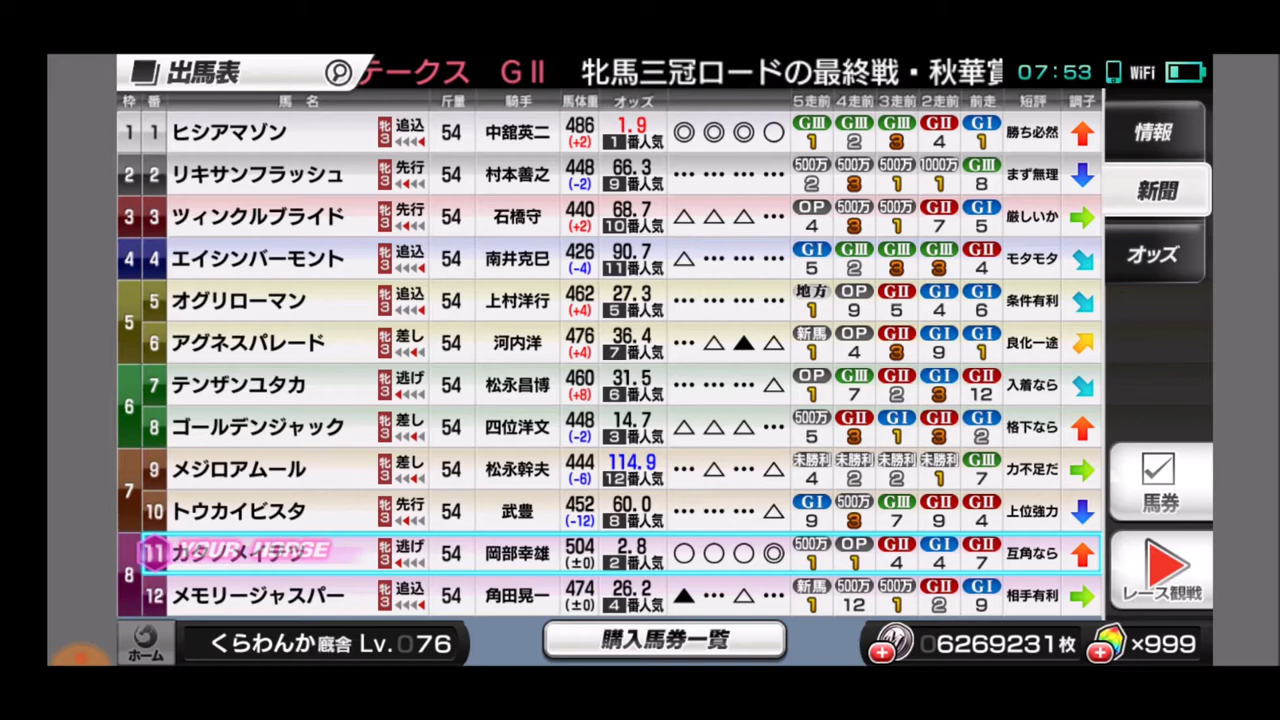 出馬表 テークス GⅡ 牝馬三冠ロードの最終戦・秋華賞 07:53 WiFi
枠 番 馬名 斤量 騎手 馬体重 オッズ 5走前 4走前 3走前 2走前 前走 短評 調子
1 1 ヒシアマゾン 牝3 追込 54 中舘英二 486 (+2) 1.9 1番人気 ◎ ◎ ◎ ○ GⅢ 1 GⅢ 2 GⅢ 3 GⅡ 4 GⅠ 1 勝ち必然
2 2 リキサンフラッシュ 牝3 先行 54 村本善之 448 (-2) 66.3 9番人気 … … … … 500万 2 500万 3 500万 1 1000万 1 GⅢ 8 まず無理
3 3 ツィンクルブライド 牝3 先行 54 石橋守 440 (+2) 68.7 10番人気 △ △ △ … OP 4 500万 3 500万 1 GⅡ 7 GⅠ 5 厳しいか
4 4 エイシンバーモント 牝3 追込 54 南井克巳 426 (-4) 90.7 11番人気 △ … … … GⅠ 5 GⅢ 2 GⅢ 3 GⅢ 3 GⅡ 4 モタモタ
5 5 オグリローマン 牝3 追込 54 上村洋行 462 (+4) 27.3 5番人気 … … … … 地方 1 OP 9 GⅡ 5 GⅠ 4 GⅠ 6 条件有利
6 アグネスパレード 牝3 差し 54 河内洋 476 (+4) 36.4 7番人気 … △ ▲ △ 新馬 1 OP 4 GⅡ 3 GⅠ 9 GⅠ 1 良化一途
6 7 テンザンユタカ 牝3 逃げ 54 松永昌博 460 (+8) 31.5 6番人気 … … … △ OP 1 GⅢ 7 GⅡ 2 GⅠ 3 GⅡ 12 入着なら
8 ゴールデンジャック 牝3 差し 54 四位洋文 448 (-2) 14.7 3番人気 △ △ △ … 500万 5 GⅡ 3 GⅠ 1 GⅡ 3 GⅠ 2 格下なら
7 9 メジロアムール 牝3 差し 54 松永幹夫 444 (-6) 114.9 12番人気 … △ … △ 未勝利 4 未勝利 2 未勝利 2 未勝利 1 GⅢ 7 力不足だ
10 トウカイビスタ 牝3 先行 54 武豊 452 (-12) 60.0 8番人気 … … … △ GⅠ 9 500万 3 GⅢ 7 GⅡ 9 GⅡ 4 上位強力
8 11 YOUR HORSE 牝3 逃げ 54 岡部幸雄 504 (±0) 2.8 2番人気 ○ ○ ○ ◎ 500万 1 OP 1 GⅡ 4 GⅡ 4 GⅡ 7 互角なら
12 メモリージャスパー 牝3 追込 54 角田晃一 474 (±0) 26.2 4番人気 ▲ … △ … 新馬 1 500万 12 500万 1 GⅡ 2 GⅠ 9 相手有利
情報
新聞
オッズ
馬券
レース観戦
ホーム くらわんか厩舎 Lv.076 購入馬券一覧 06269231枚 ×999